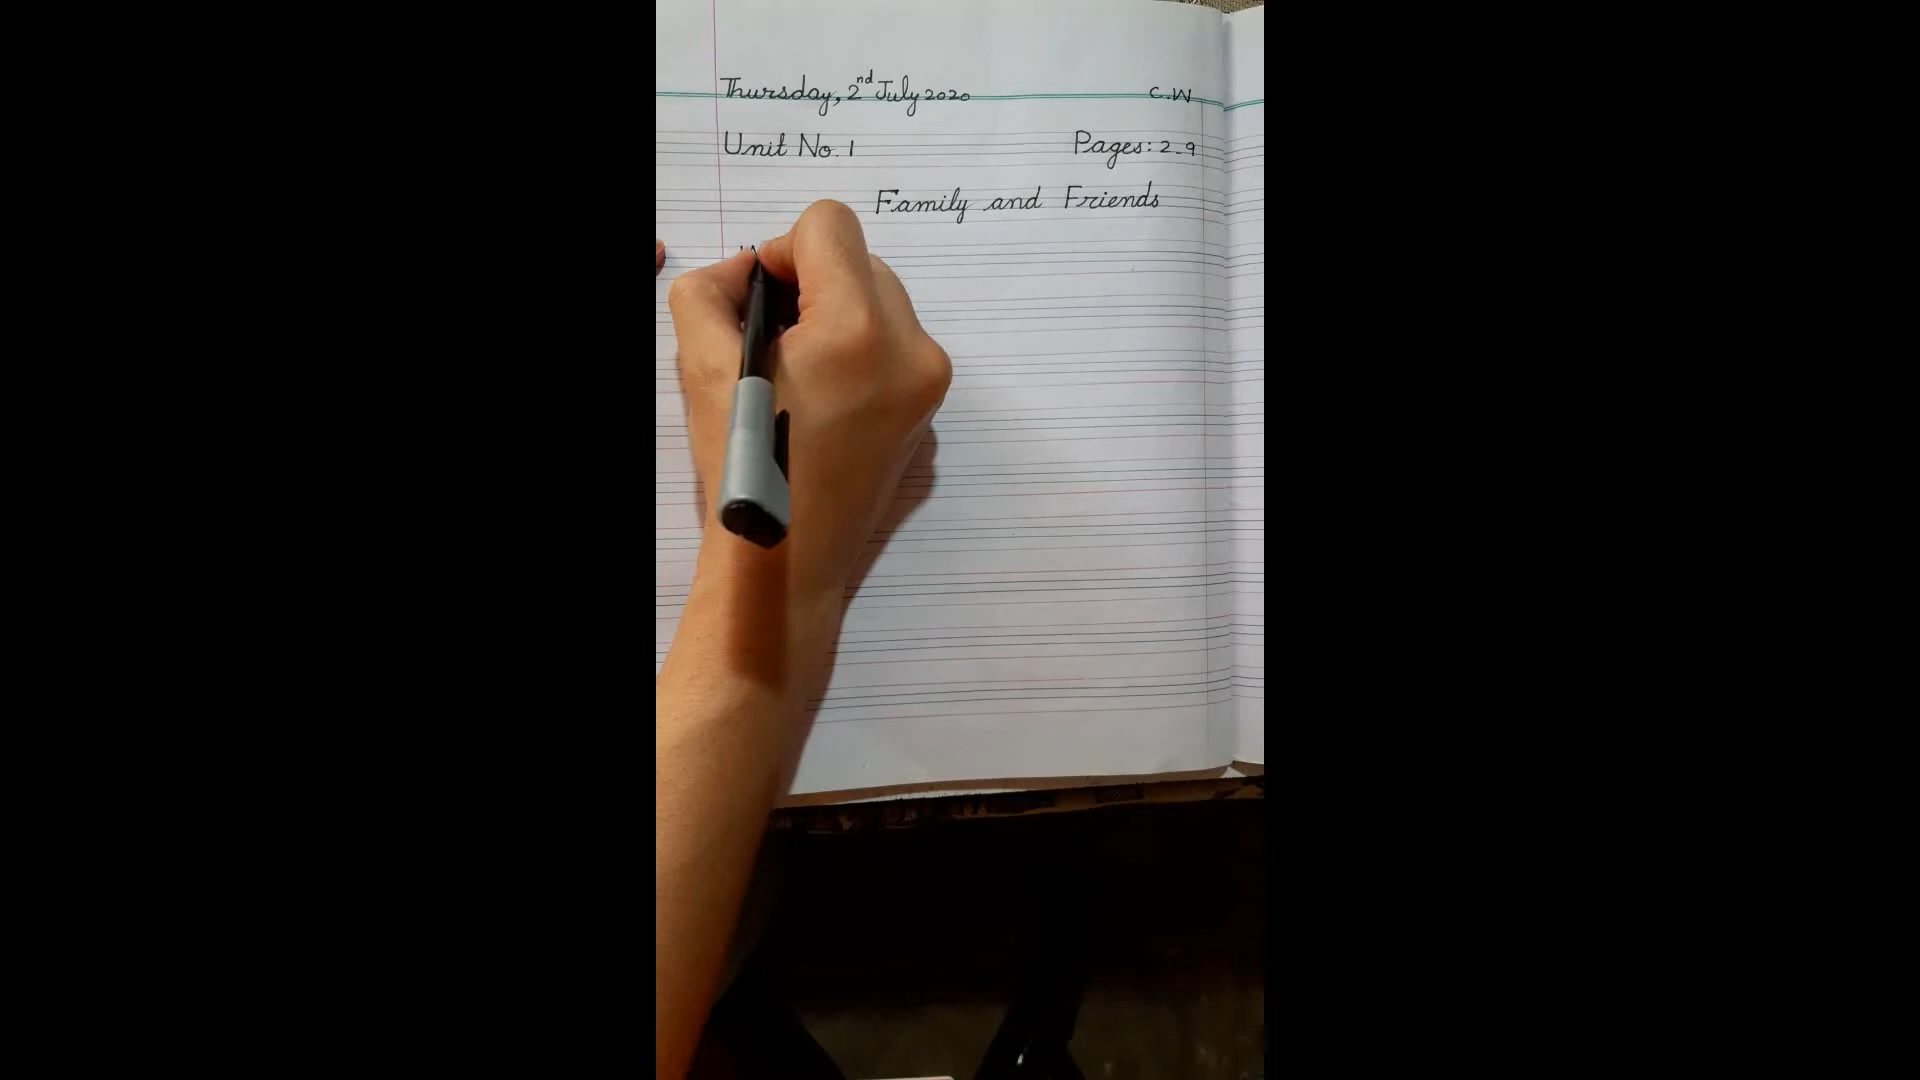 Thursday, 2nd July 2020 C.W
Unit No. 1 Pages: 2-9
Family and Friends